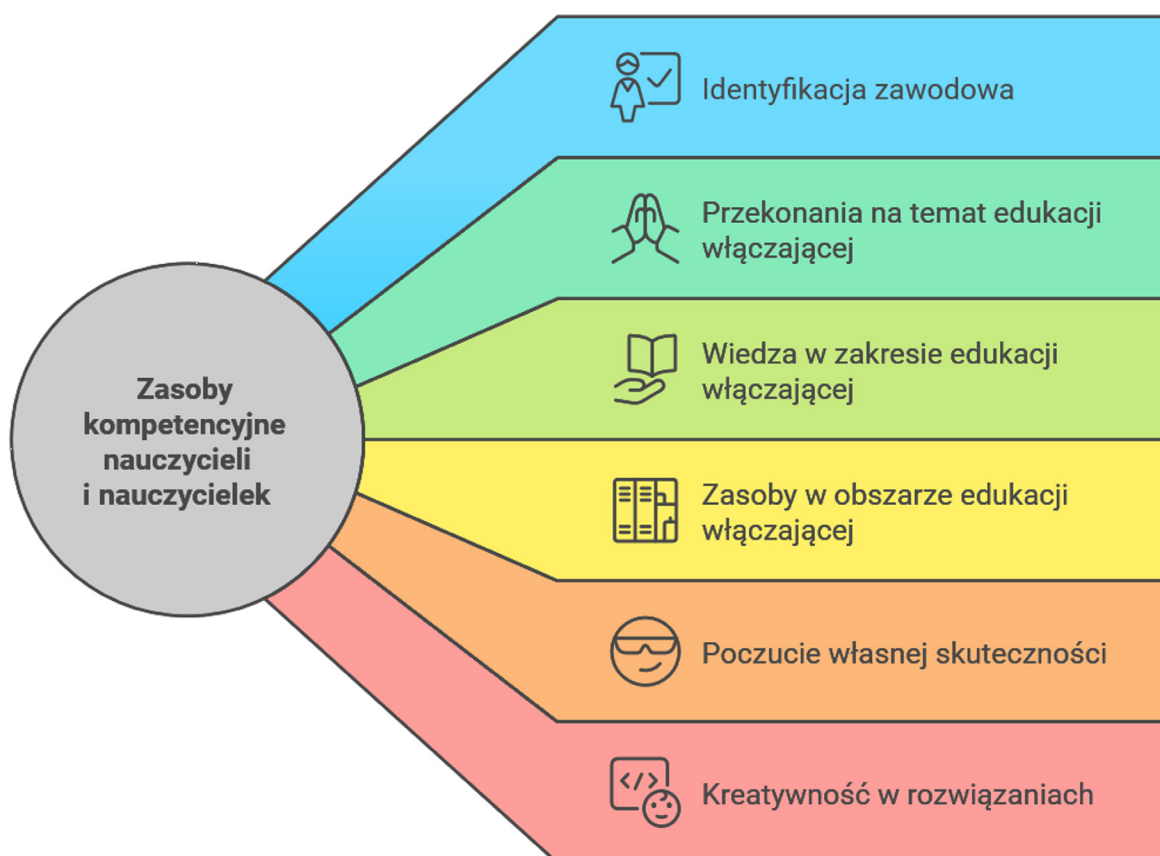 Zasoby
kompetencyjne
nauczycieli
i nauczycielek
Identyfikacja zawodowa
Przekonania na temat edukacji
włączającej
Wiedza w zakresie edukacji
włączającej
Zasoby w obszarze edukacji
włączającej
Poczucie własnej skuteczności
Kreatywność w rozwiązaniach